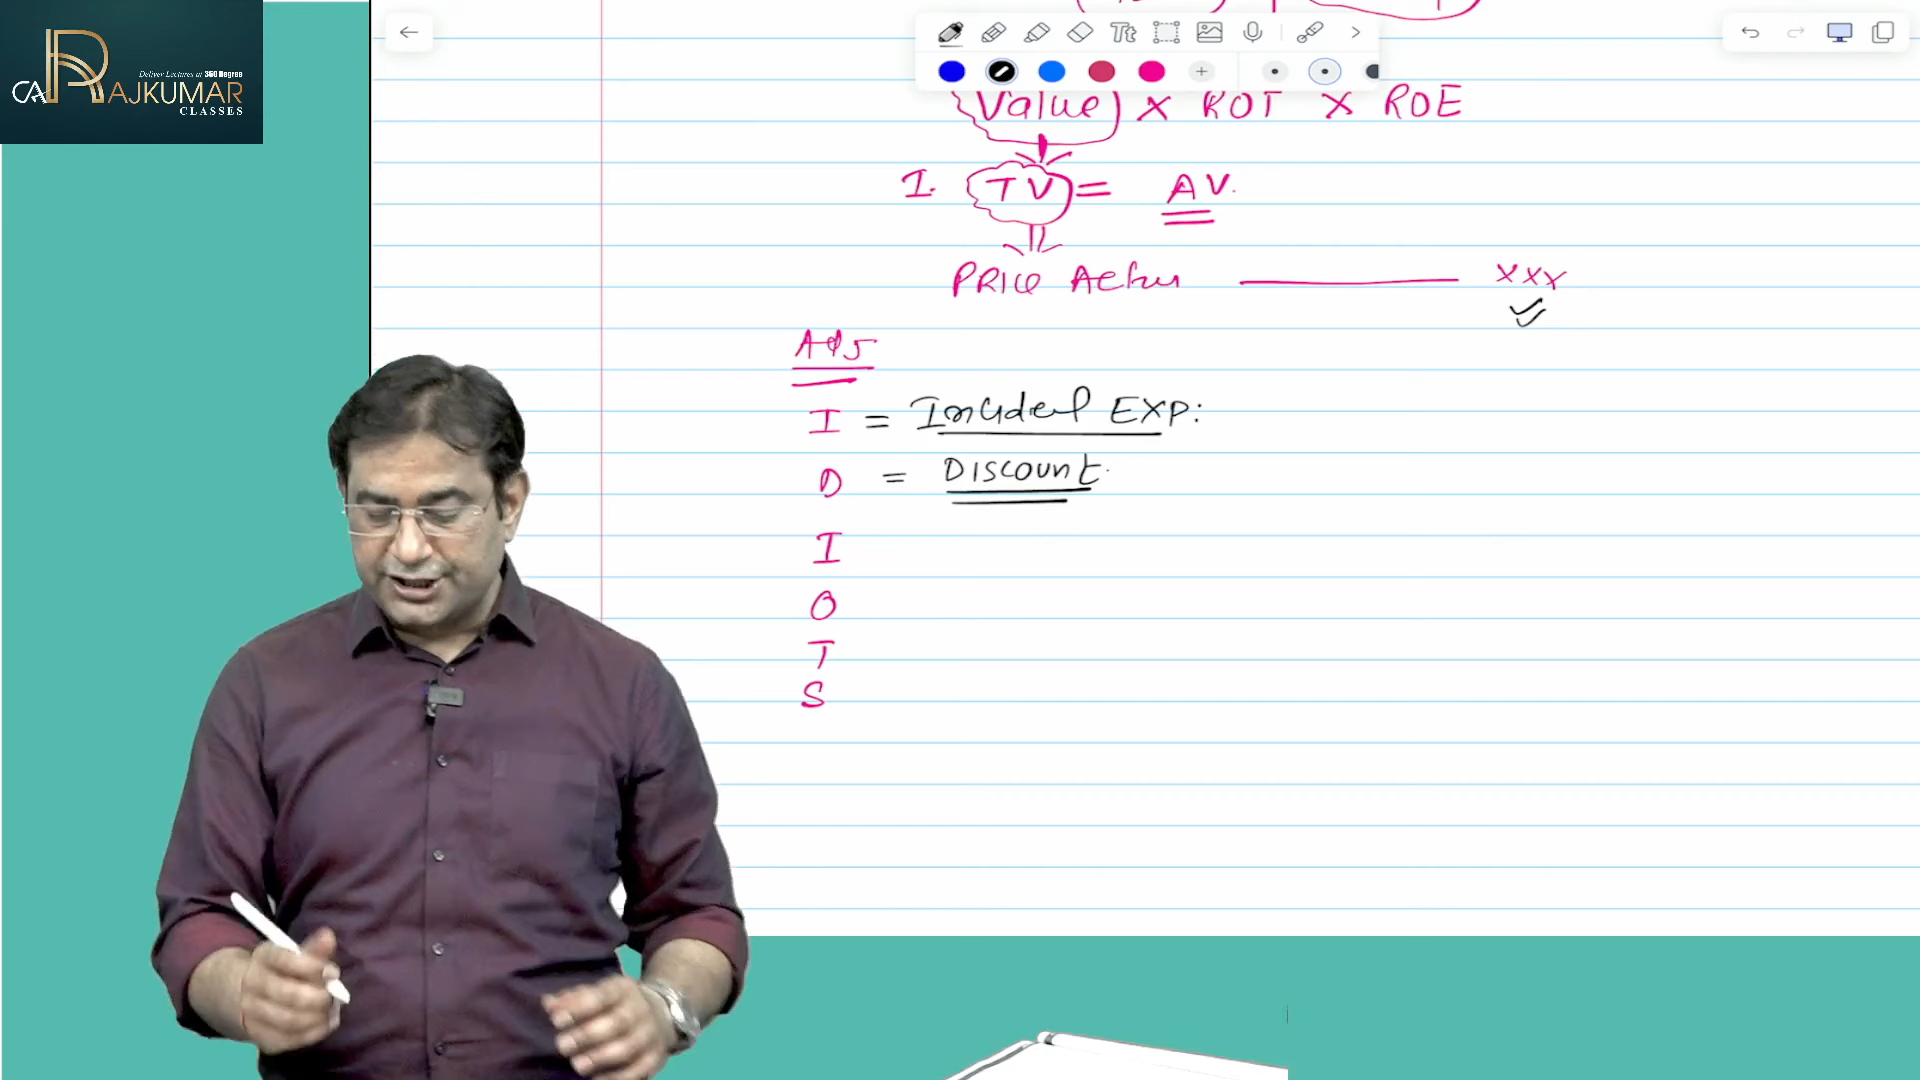 Deliver Lectures at 360 Degree
CA RAJKUMAR
CLASSES
Tt
Value) X ROT X ROE
I. TV = AV.
PRICE Actu
xxx
Adj
I = Incidental EXP:
D = DISCOUNT.
I
O
T
S